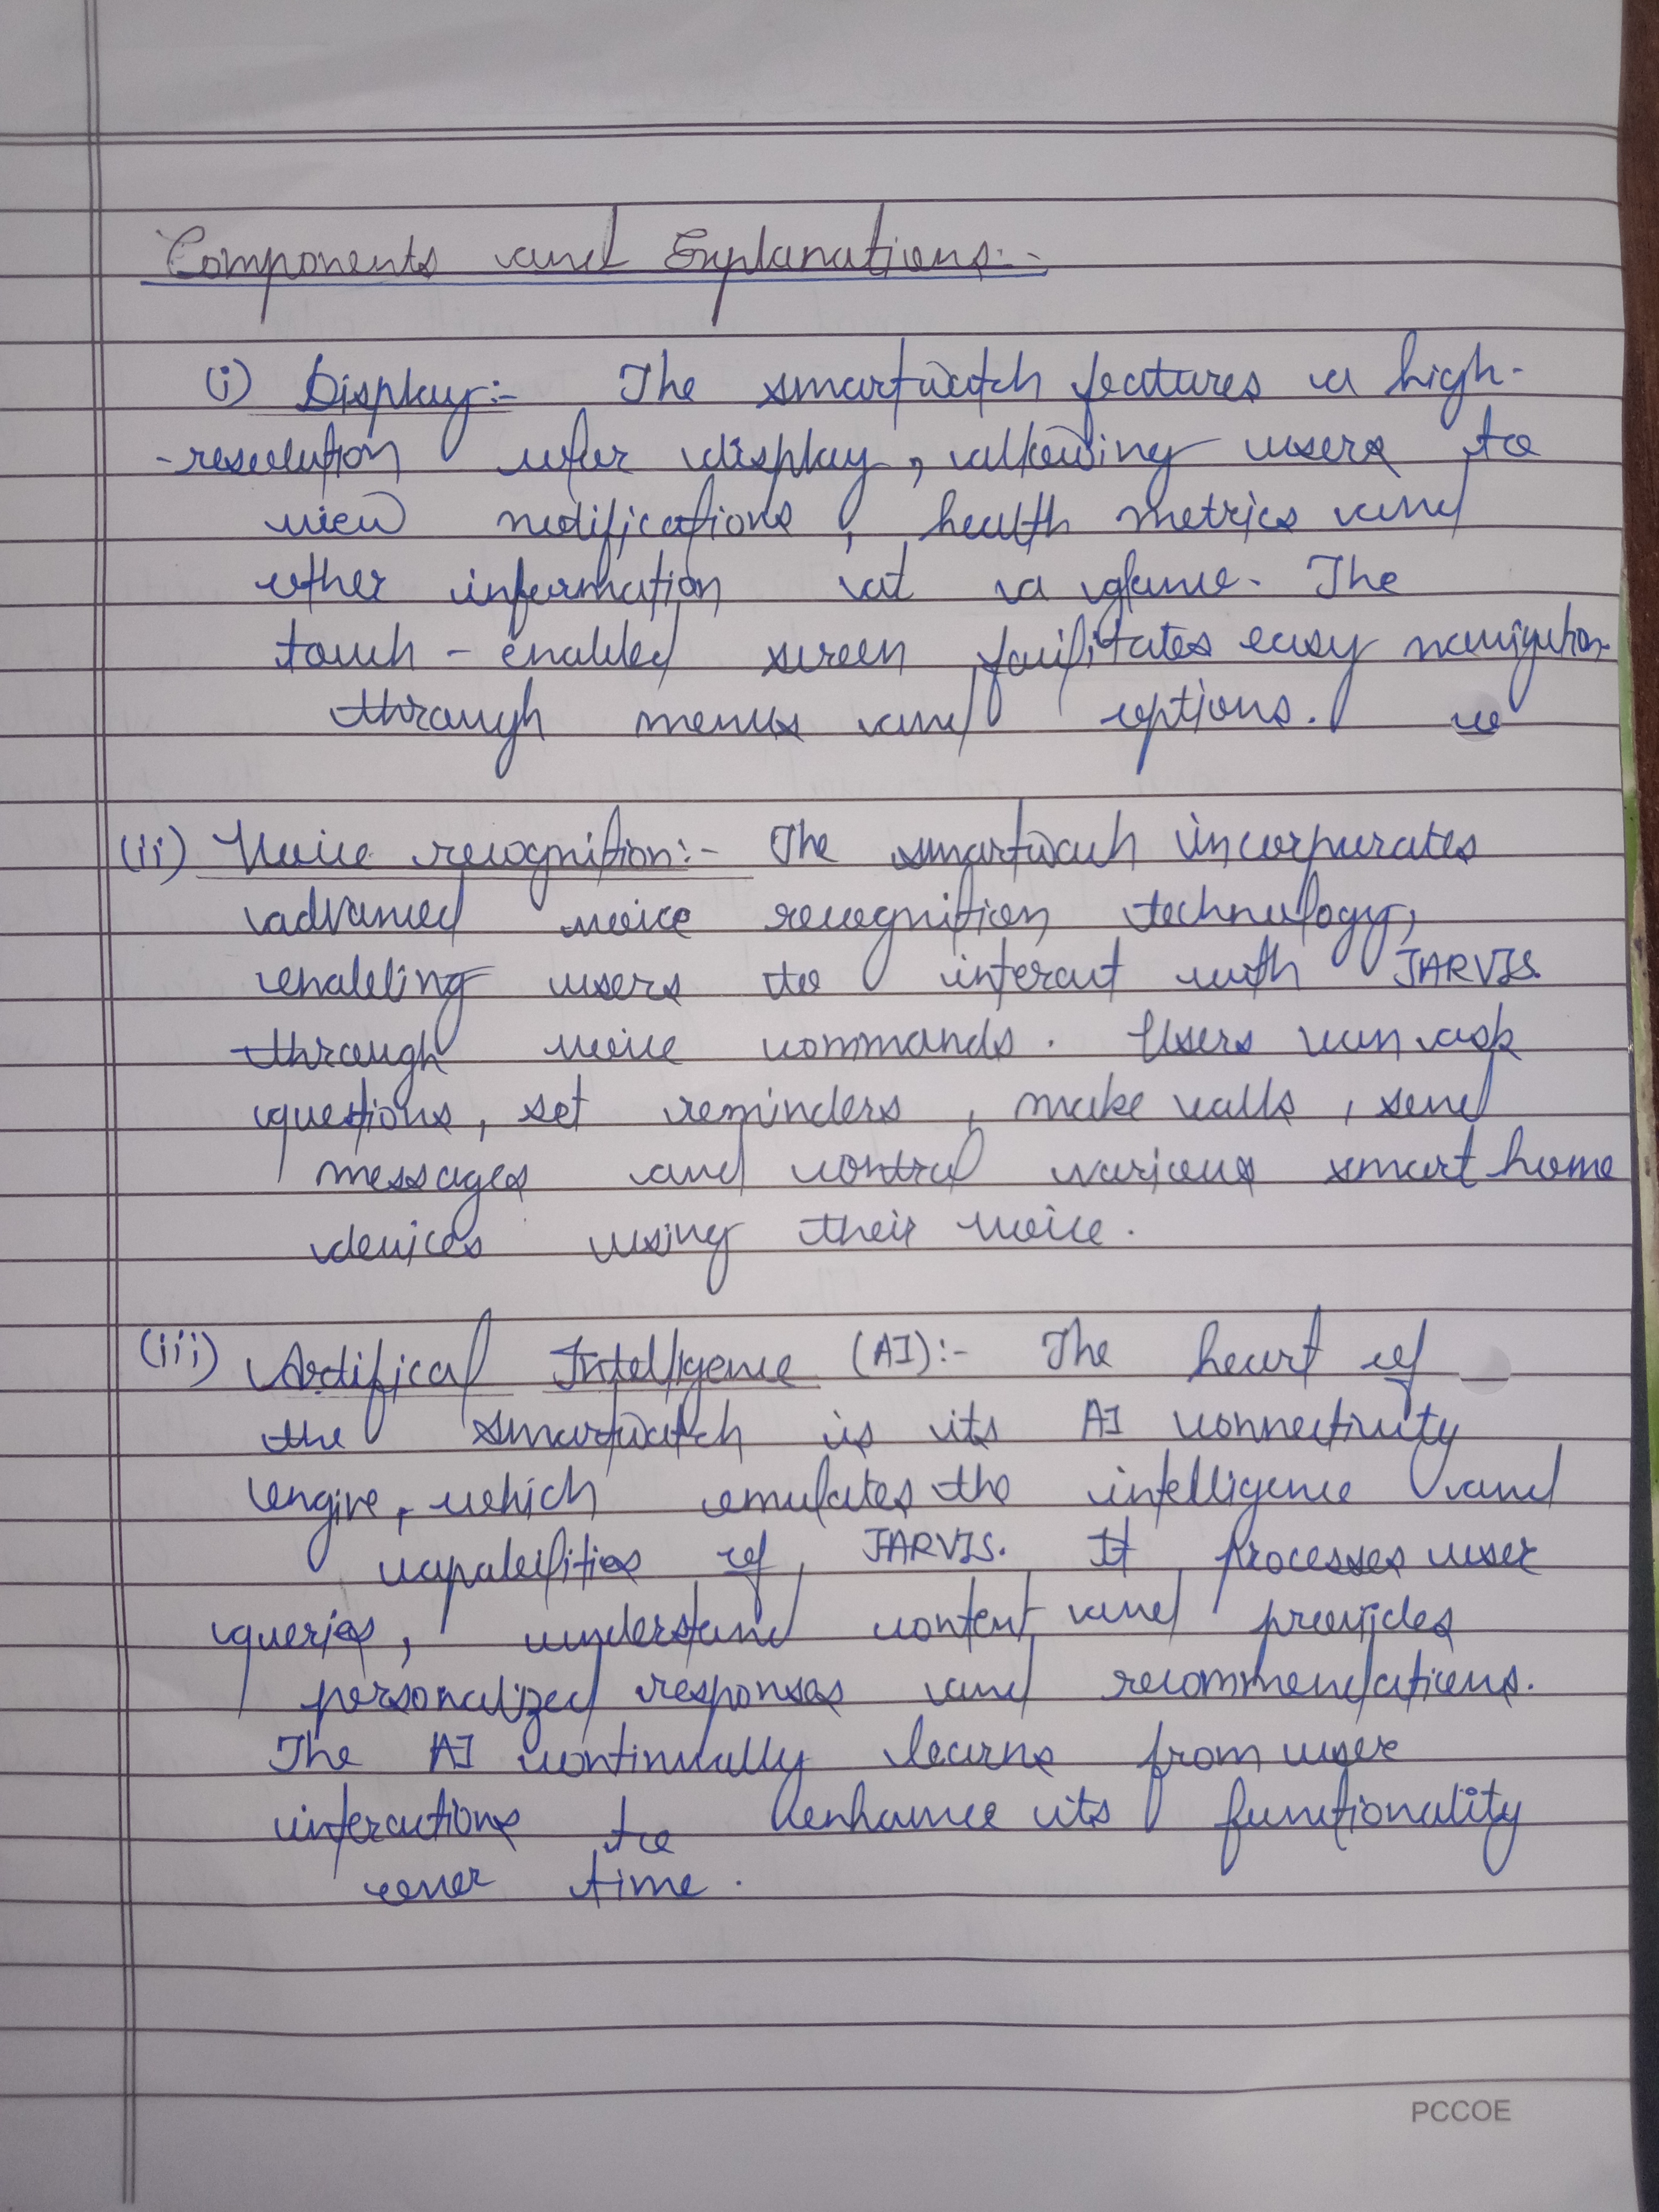 Components and Explanations:-
(i) Display:- The smartwatch features a high-
-resolution display, allowing users to
view notifications, health metrics and
other information at a glance. The
touch-enabled screen facilitates easy navigation
through menus and options.
(ii) Voice recognition:- The smartwach incorporates
advanced voice recognition technology,
enabling users to interact with JARVIS
through voice commands. Users can ask
questions, set reminders, make calls, send
messages and control various smart home
devices using their voice.
(iii) Artifical Intelligence (AI):- The heart of
the smartwatch is its AI connectivity
engine, which emulates the intelligence and
capabilities of JARVIS. It processes user
queries, understand content and provides
personalized responses and recommendations.
The AI continually learns from user
interactions to enhance its functionality
over time.
PCCOE